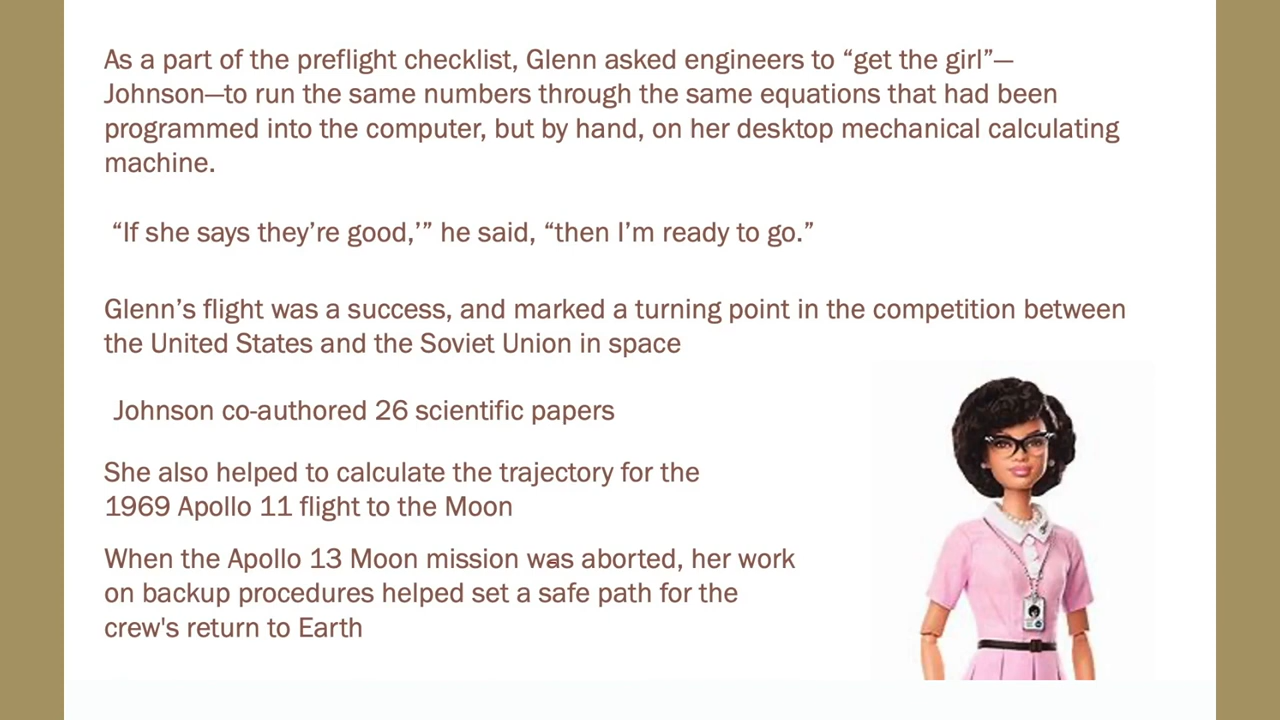 As a part of the preflight checklist, Glenn asked engineers to “get the girl”—
Johnson—to run the same numbers through the same equations that had been
programmed into the computer, but by hand, on her desktop mechanical calculating
machine.
“If she says they’re good,’” he said, “then I’m ready to go.”
Glenn’s flight was a success, and marked a turning point in the competition between
the United States and the Soviet Union in space
Johnson co-authored 26 scientific papers
She also helped to calculate the trajectory for the
1969 Apollo 11 flight to the Moon
When the Apollo 13 Moon mission was aborted, her work
on backup procedures helped set a safe path for the
crew's return to Earth